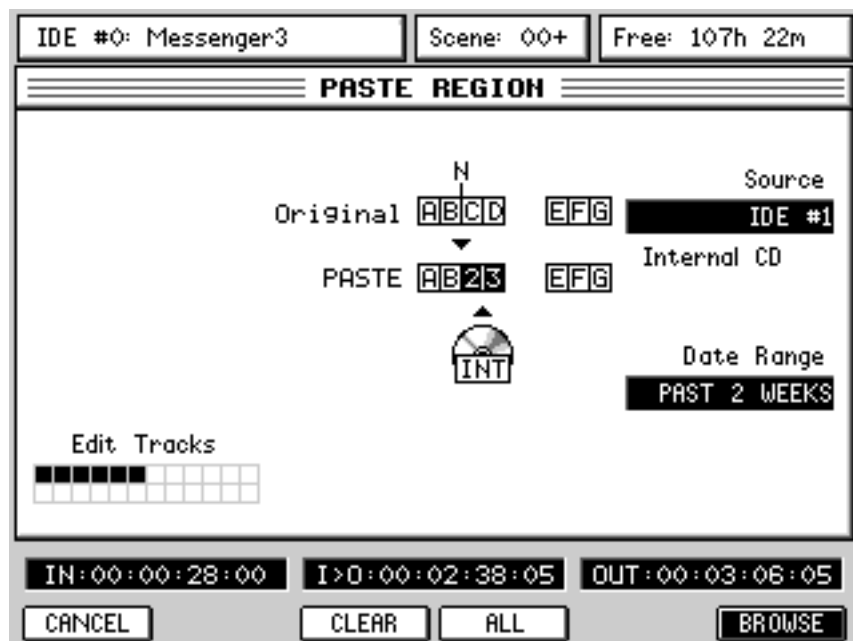 IDE #0: Messenger3
Scene: 00+
Free: 107h 22m
PASTE REGION
N
Original ABCD EFG
PASTE AB23 EFG
INT
Source
IDE #1
Internal CD
Date Range
PAST 2 WEEKS
Edit Tracks
IN:00:00:28:00
I>O:00:02:38:05
OUT:00:03:06:05
CANCEL
CLEAR
ALL
BROWSE